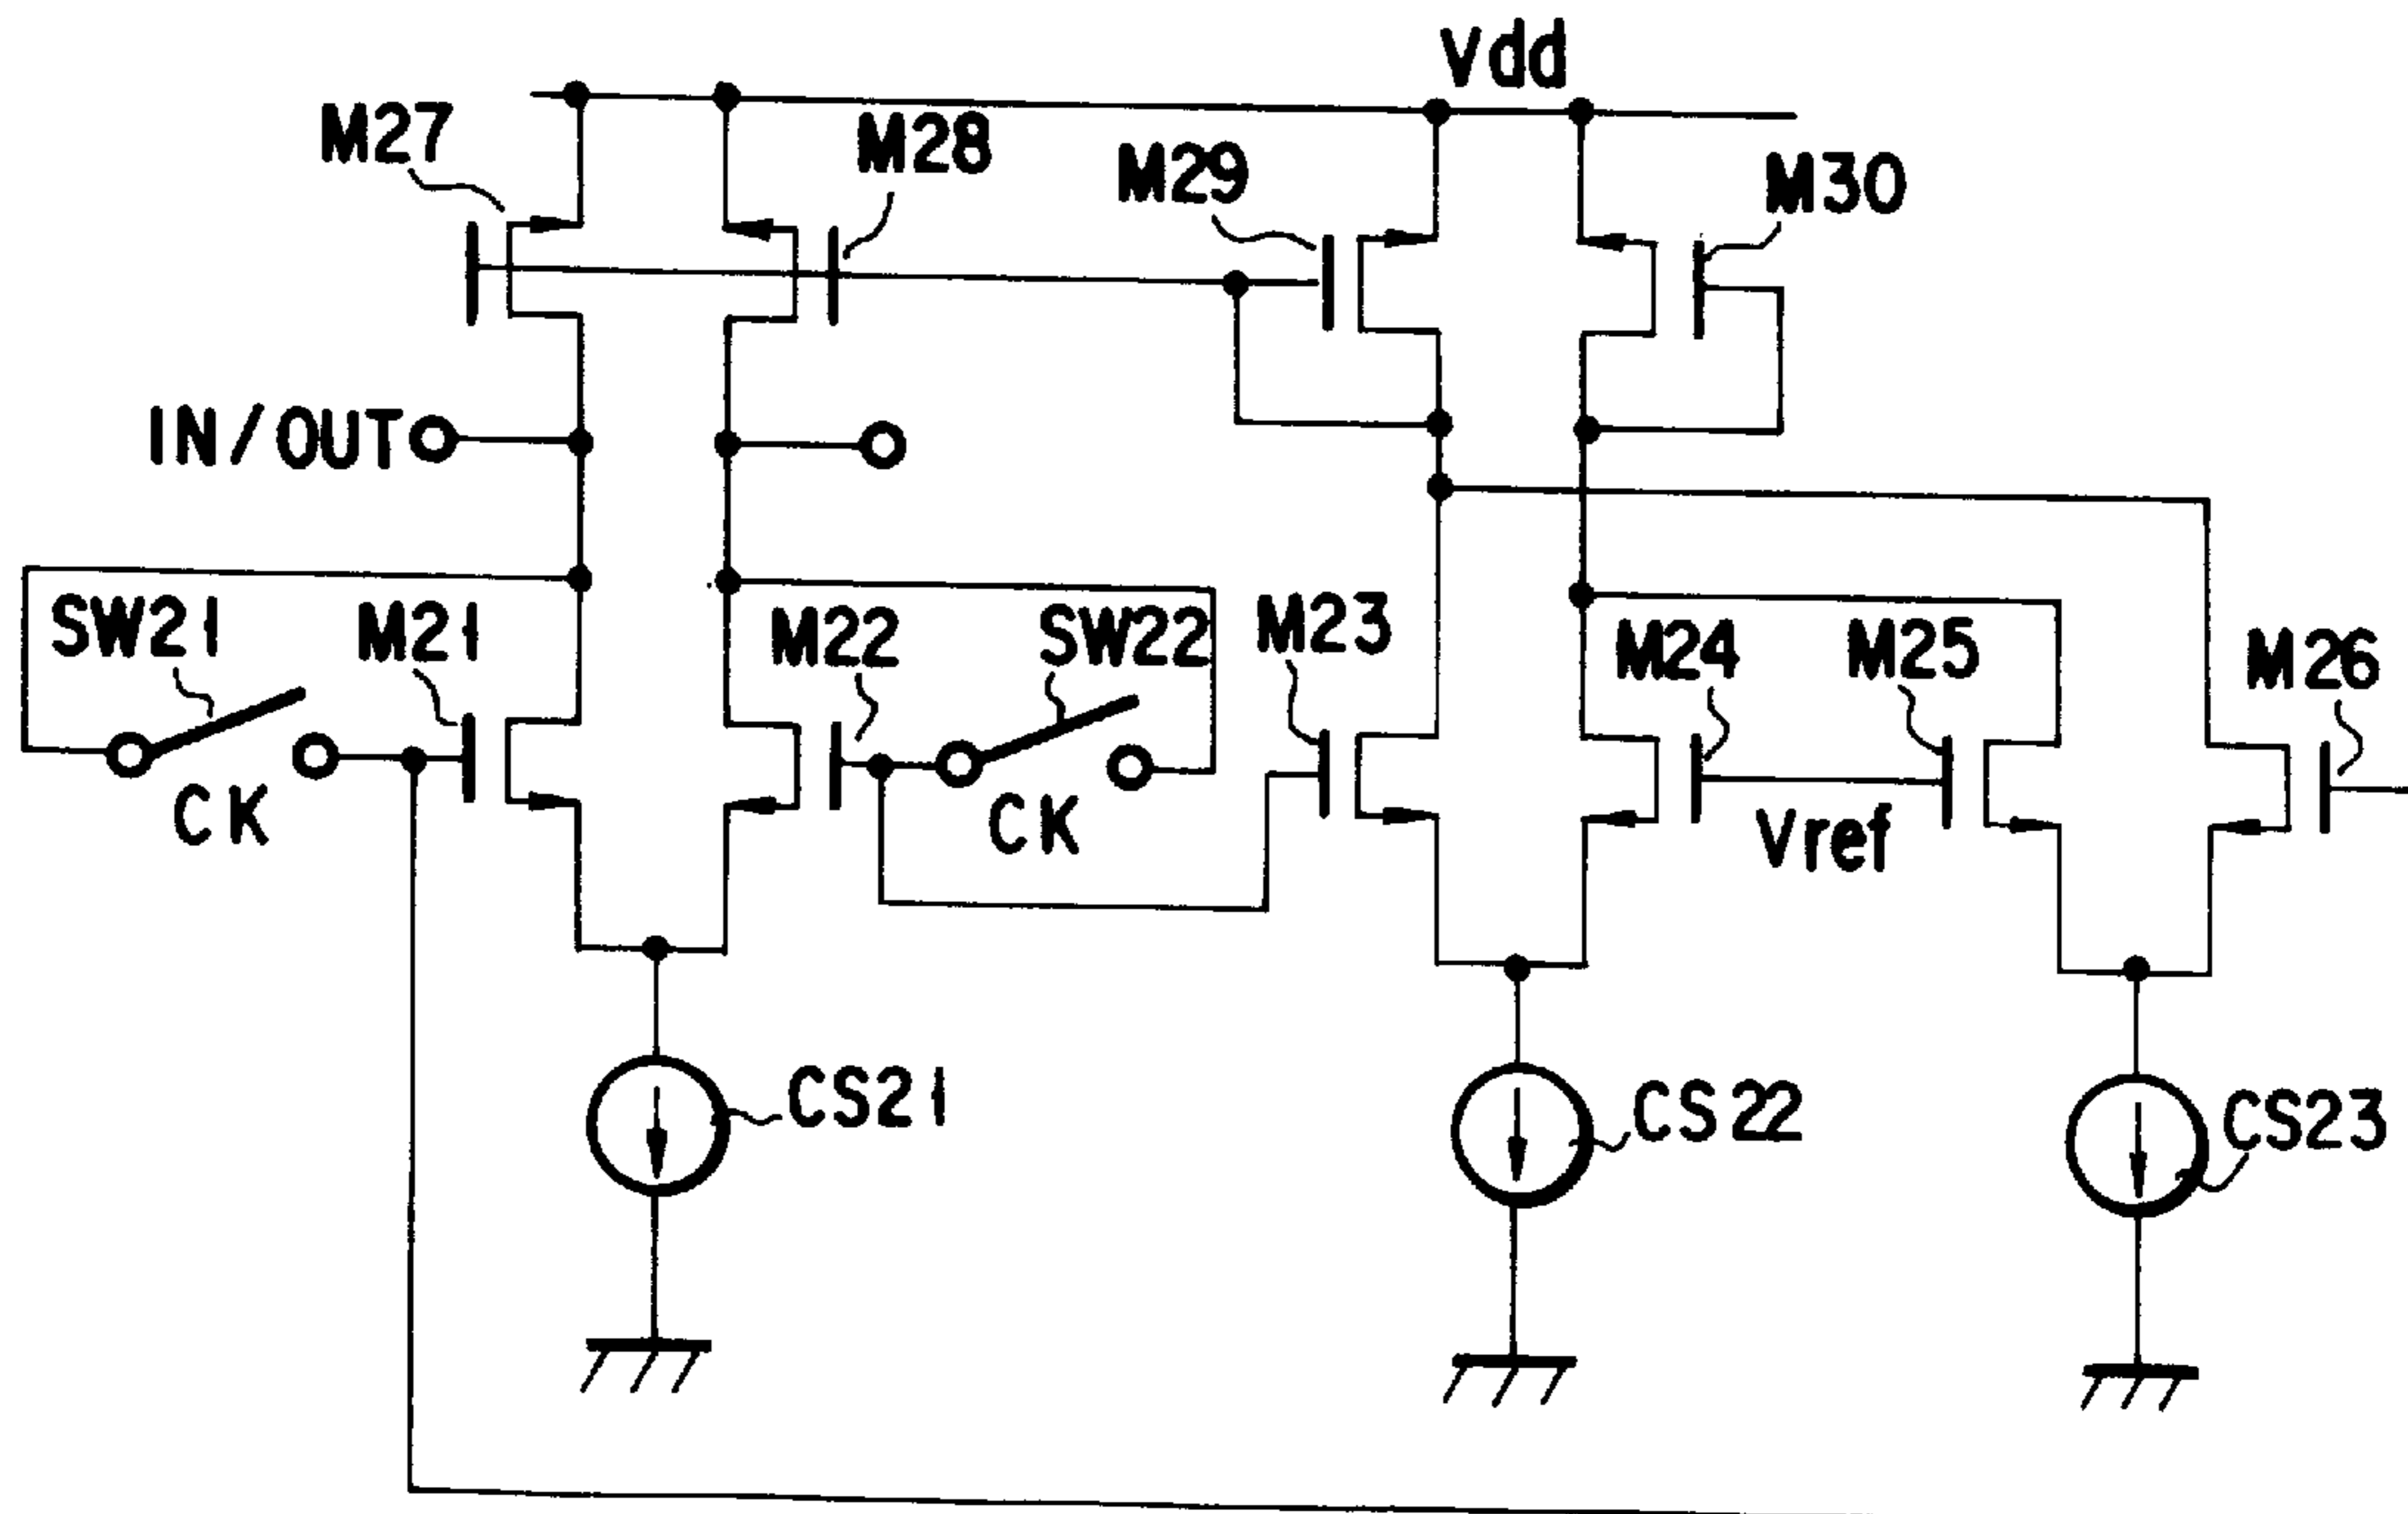 Vdd
M27
M28
M29
M30
IN/OUT
SW21
M21
M22
SW22
M23
M24
M25
M26
CK
CK
Vref
CS21
CS22
CS23